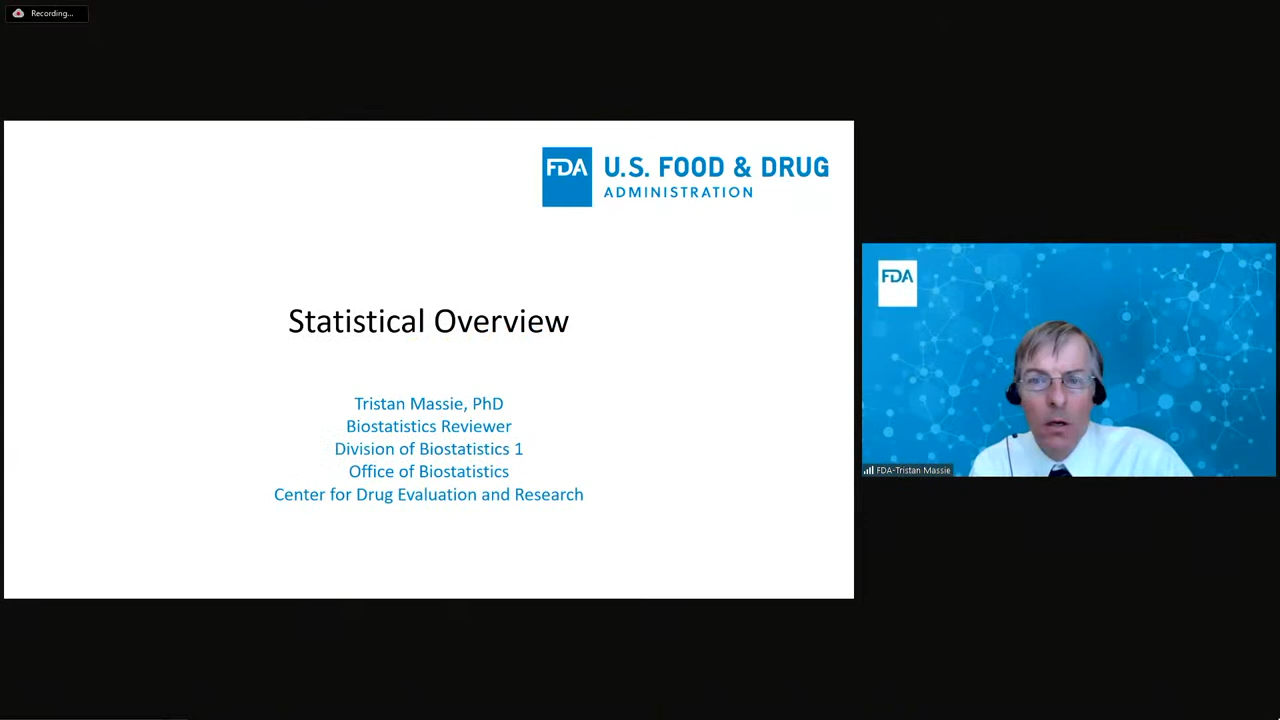 Recording...
FDA U.S. FOOD & DRUG
ADMINISTRATION
Statistical Overview
Tristan Massie, PhD
Biostatistics Reviewer
Division of Biostatistics 1
Office of Biostatistics
Center for Drug Evaluation and Research
FDA
FDA-Tristan Massie